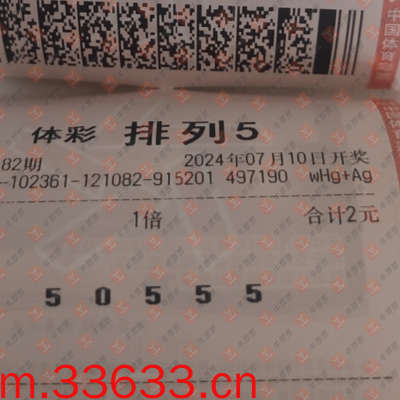 中国体育
体彩 排列5
82期 2024年07月10日开奖
-102361-121082-915201 497190 wHg+Ag
1倍 合计2元
5 0 5 5 5
m.33633.cn